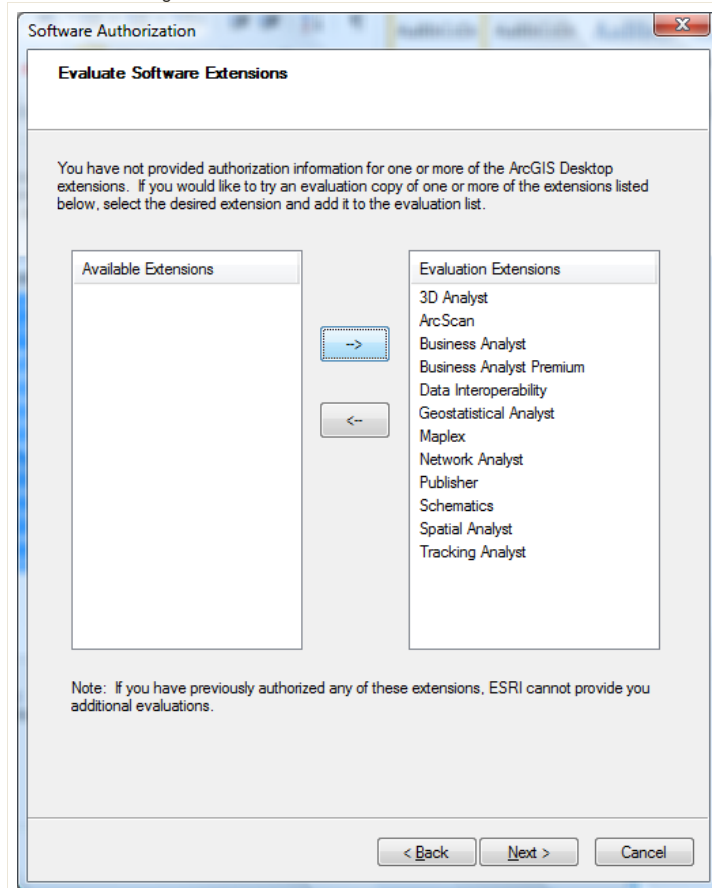 Software Authorization
Evaluate Software Extensions
You have not provided authorization information for one or more of the ArcGIS Desktop
extensions. If you would like to try an evaluation copy of one or more of the extensions listed
below, select the desired extension and add it to the evaluation list.
Available Extensions
Evaluation Extensions
3D Analyst
ArcScan
Business Analyst
Business Analyst Premium
Data Interoperability
Geostatistical Analyst
Maplex
Network Analyst
Publisher
Schematics
Spatial Analyst
Tracking Analyst
-->
<--
Note: If you have previously authorized any of these extensions, ESRI cannot provide you
additional evaluations.
< Back
Next >
Cancel